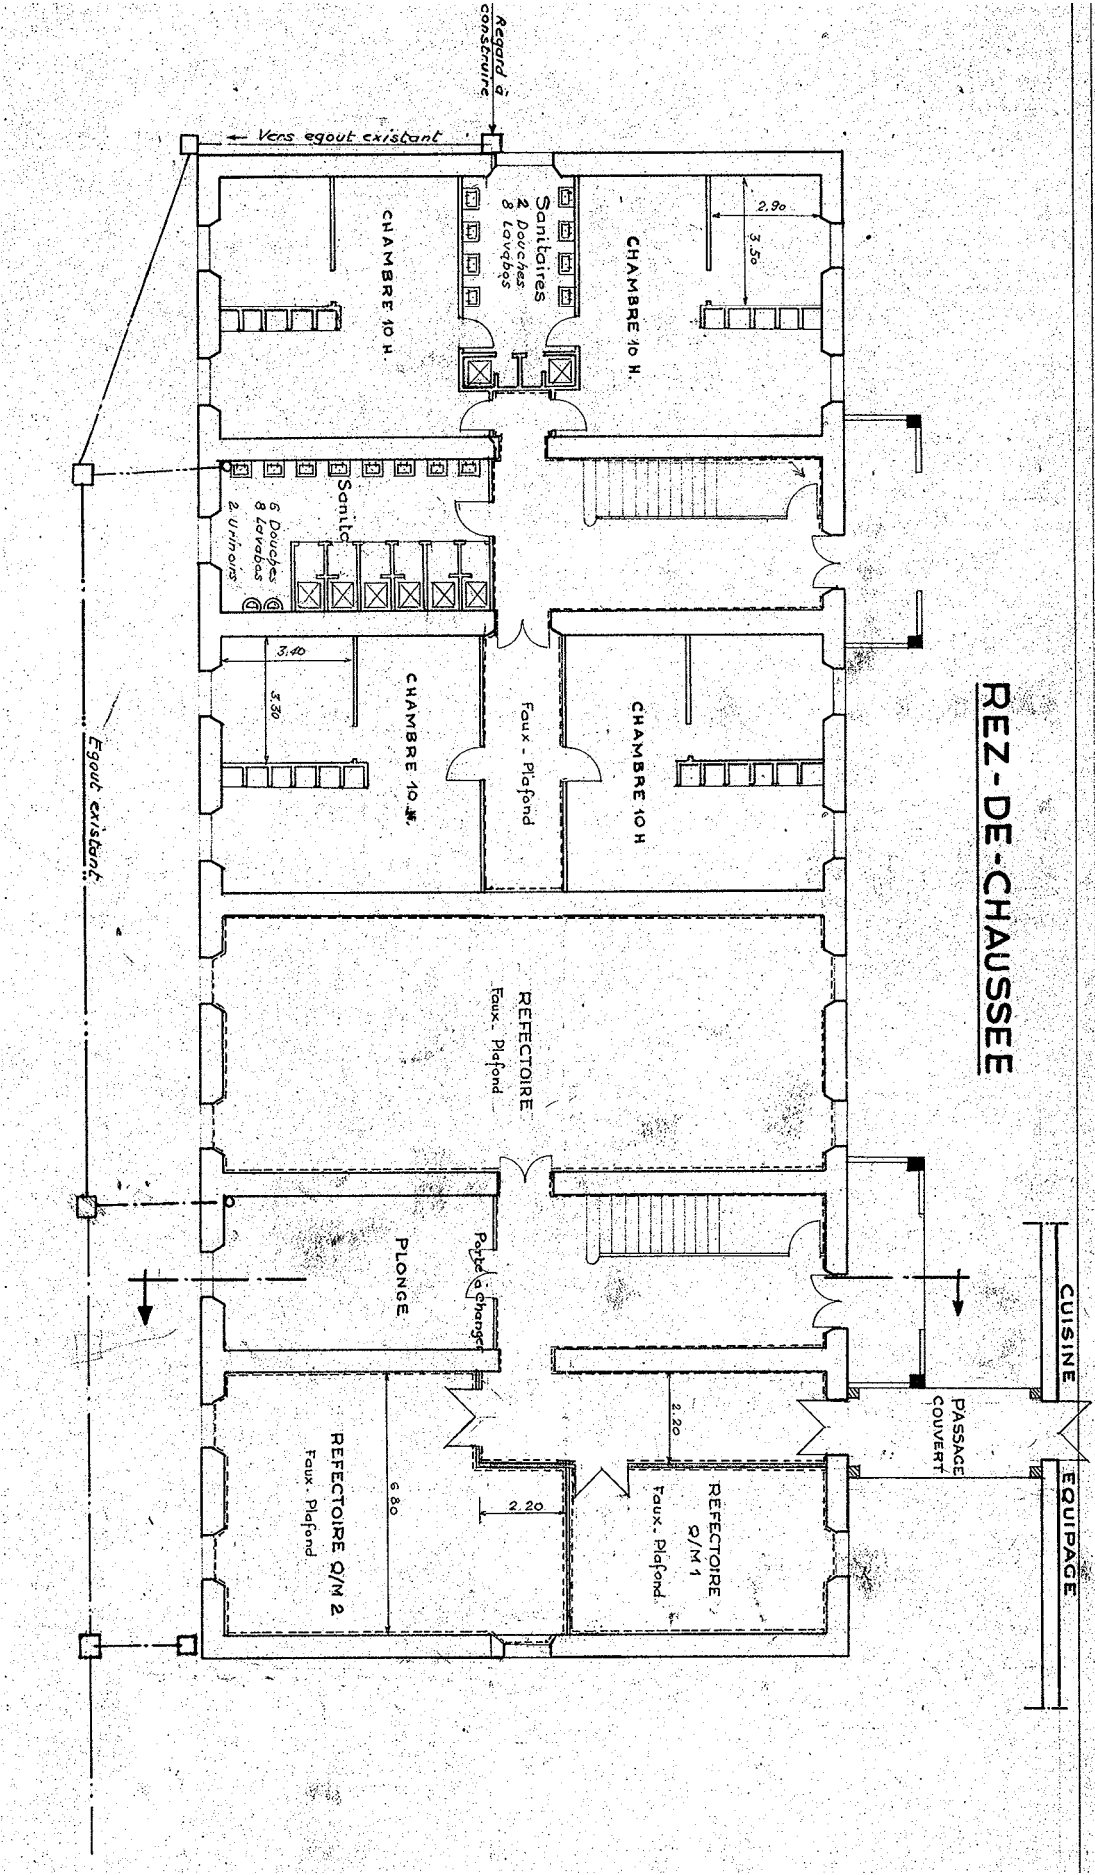 REZ-DE-CHAUSSEE
Regard à
construire
Vers egout existant
Egout existant
CHAMBRE 10 H.
2,90
3.50
Sanitaires
2 Douches
8 Lavabos
CHAMBRE 10 H
Sanit
6 Douches
8 Lavabos
2 Urinoirs
CHAMBRE 10 H
Faux-Plafond
CHAMBRE 10
3,40
3.30
REFECTOIRE
Faux-Plafond
PLONGE
Porte à changer
CUISINE
EQUIPAGE
PASSAGE
COUVERT
2.20
REFECTOIRE
Q/M 1
Faux-Plafond
2.20
6.80
REFECTOIRE Q/M 2
Faux-Plafond